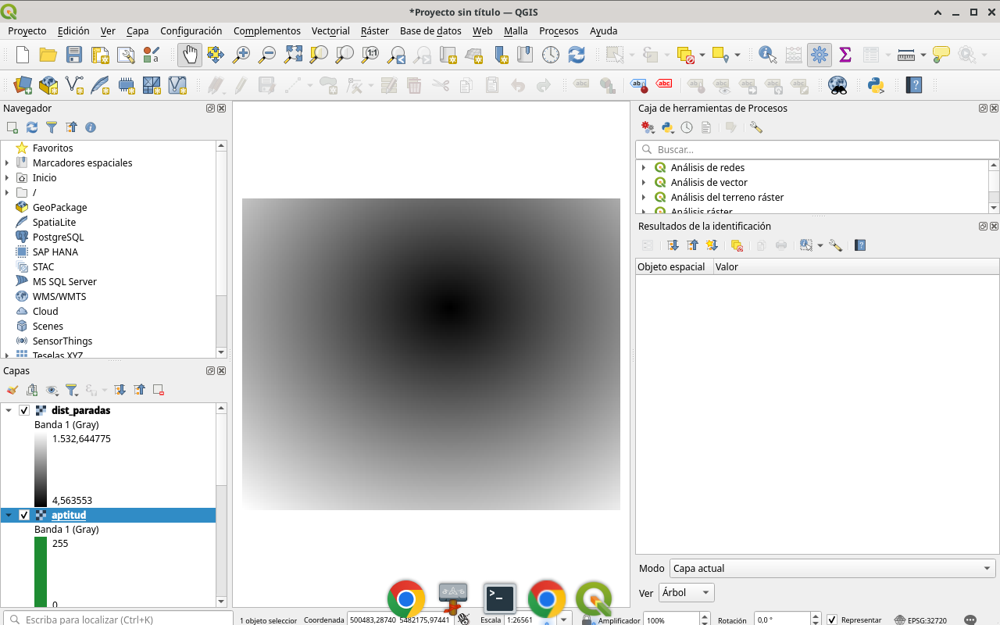 *Proyecto sin título — QGIS
Proyecto Edición Ver Capa Configuración Complementos Vectorial Ráster Base de datos Web Malla Procesos Ayuda
1:1
abc
abc
Navegador
Favoritos
Marcadores espaciales
Inicio
/
GeoPackage
SpatiaLite
PostgreSQL
SAP HANA
STAC
MS SQL Server
WMS/WMTS
Cloud
Scenes
SensorThings
Teselas XYZ
Capas
dist_paradas
Banda 1 (Gray)
1.532,644775
4,563553
aptitud
Banda 1 (Gray)
255
0
Caja de herramientas de Procesos
Buscar...
Análisis de redes
Análisis de vector
Análisis del terreno ráster
Análisis ráster
Resultados de la identificación
Objeto espacial Valor
Modo Capa actual
Ver Árbol
Escriba para localizar (Ctrl+K)
1 objeto seleccior Coordenada 500483,28740 5482175,97441 Escala 1:26561 Amplificador 100% Rotación 0,0 ° Representar EPSG:32720